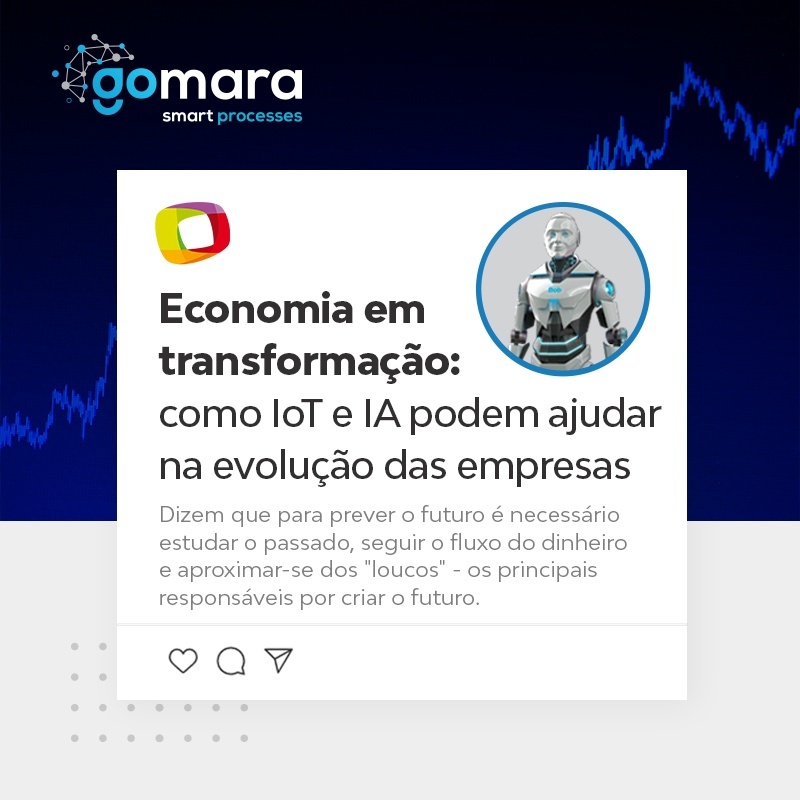 gomara
smart processes
Economia em
transformação:
como IoT e IA podem ajudar
na evolução das empresas
Dizem que para prever o futuro é necessário
estudar o passado, seguir o fluxo do dinheiro
e aproximar-se dos "loucos" - os principais
responsáveis por criar o futuro.